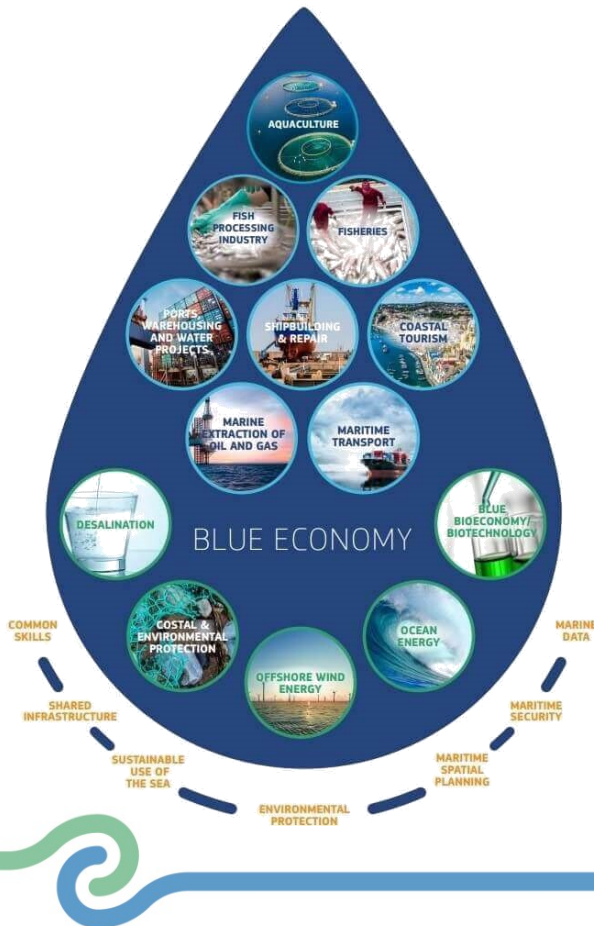 AQUACULTURE
FISH
PROCESSING
INDUSTRY
FISHERIES
PORTS,
WAREHOUSING
AND WATER
PROJECTS
SHIPBUILDING
& REPAIR
COASTAL
TOURISM
MARINE
EXTRACTION OF
OIL AND GAS
MARITIME
TRANSPORT
DESALINATION
BLUE ECONOMY
BLUE
BIOECONOMY/
BIOTECHNOLOGY
COSTAL &
ENVIRONMENTAL
PROTECTION
OCEAN
ENERGY
OFFSHORE WIND
ENERGY
COMMON
SKILLS
SHARED
INFRASTRUCTURE
SUSTAINABLE
USE OF
THE SEA
ENVIRONMENTAL
PROTECTION
MARITIME
SPATIAL
PLANNING
MARITIME
SECURITY
MARINE
DATA